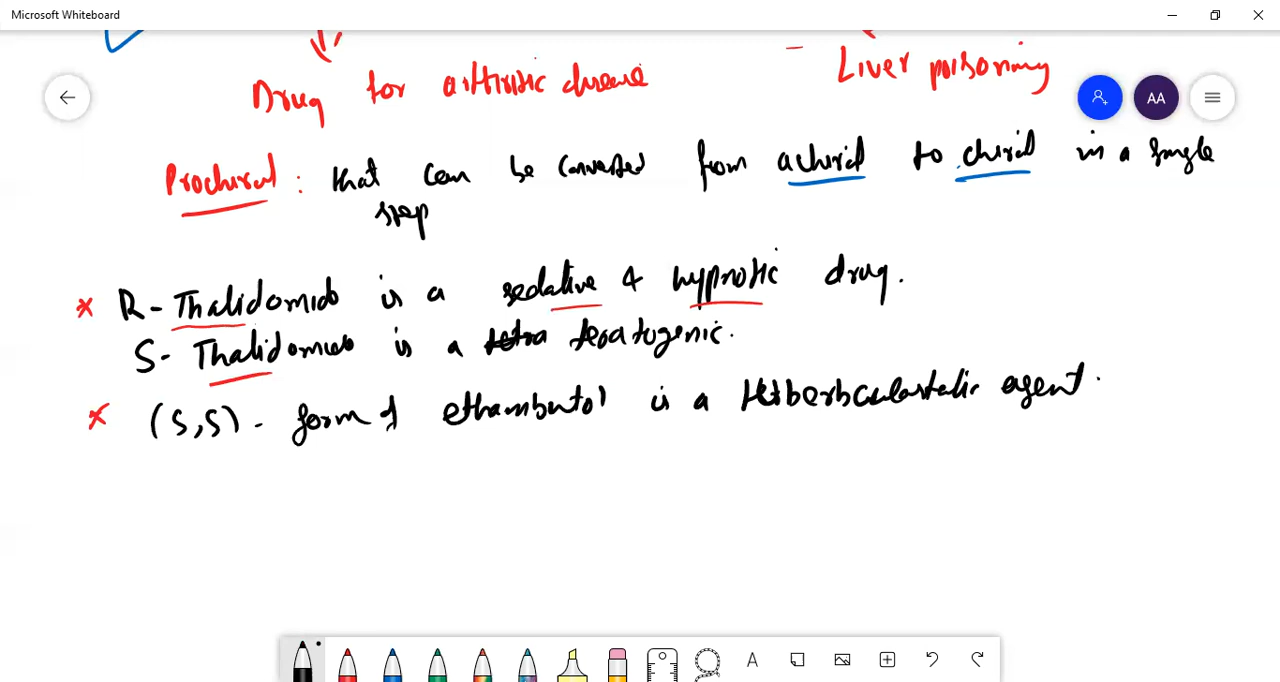 Microsoft Whiteboard
Drug for arthritic disease
Liver poisoning
AA
Prochiral : that can be converted from achiral to chiral in a single
step
R- Thalidomide is a sedative & hypnotic drug.
S- Thalidomide is a teratogenic.
(S,S)- form of ethambutol is a agent.
A